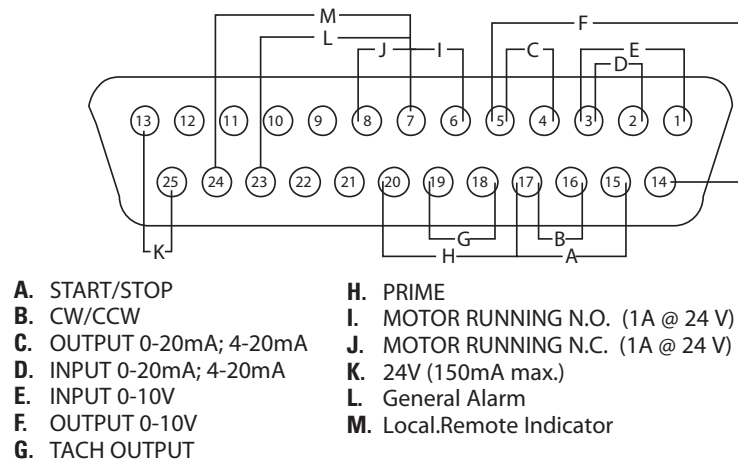 M
L
F
J I C E
D
13 12 11 10 9 8 7 6 5 4 3 2 1
25 24 23 22 21 20 19 18 17 16 15 14
K G B
H A
A. START/STOP
B. CW/CCW
C. OUTPUT 0-20mA; 4-20mA
D. INPUT 0-20mA; 4-20mA
E. INPUT 0-10V
F. OUTPUT 0-10V
G. TACH OUTPUT
H. PRIME
I. MOTOR RUNNING N.O. (1A @ 24 V)
J. MOTOR RUNNING N.C. (1A @ 24 V)
K. 24V (150mA max.)
L. General Alarm
M. Local.Remote Indicator